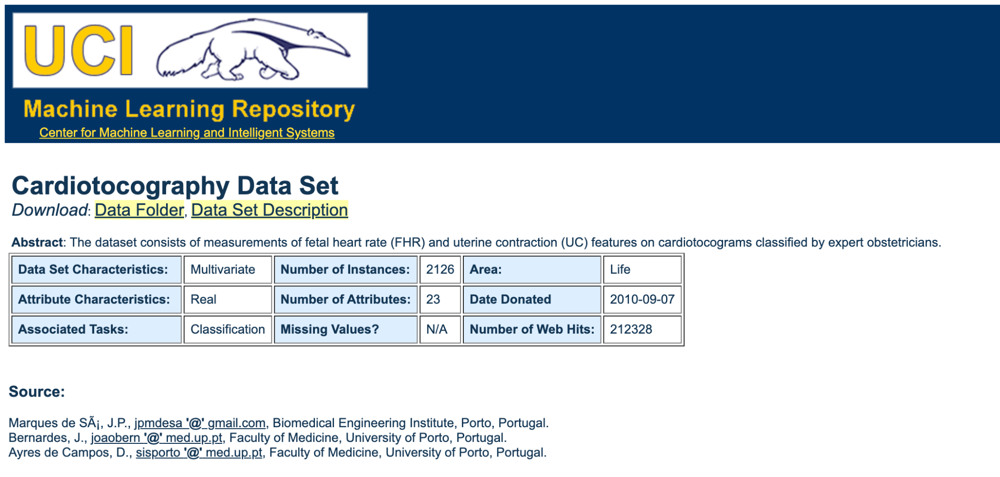 UCI
Machine Learning Repository
Center for Machine Learning and Intelligent Systems
Cardiotocography Data Set
Download: Data Folder, Data Set Description
Abstract: The dataset consists of measurements of fetal heart rate (FHR) and uterine contraction (UC) features on cardiotocograms classified by expert obstetricians.
Data Set Characteristics: Multivariate Number of Instances: 2126 Area: Life
Attribute Characteristics: Real Number of Attributes: 23 Date Donated 2010-09-07
Associated Tasks: Classification Missing Values? N/A Number of Web Hits: 212328
Source:
Marques de SÃ¡, J.P., jpmdesa '@' gmail.com, Biomedical Engineering Institute, Porto, Portugal.
Bernardes, J., joaobern '@' med.up.pt, Faculty of Medicine, University of Porto, Portugal.
Ayres de Campos, D., sisporto '@' med.up.pt, Faculty of Medicine, University of Porto, Portugal.